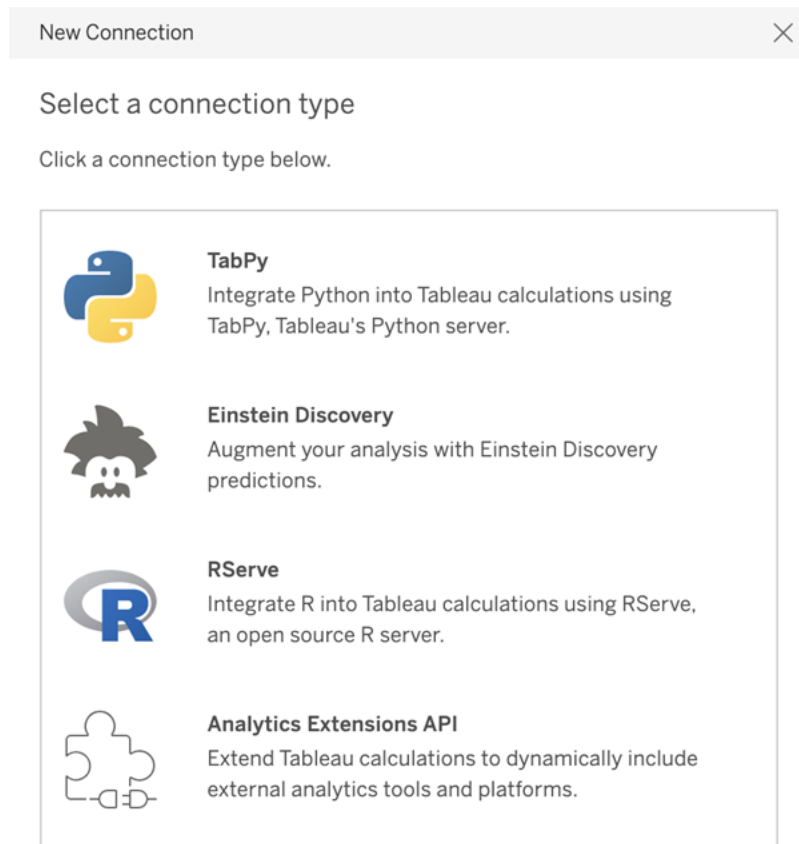 New Connection
Select a connection type
Click a connection type below.
TabPy
Integrate Python into Tableau calculations using
TabPy, Tableau's Python server.
Einstein Discovery
Augment your analysis with Einstein Discovery
predictions.
RServe
Integrate R into Tableau calculations using RServe,
an open source R server.
Analytics Extensions API
Extend Tableau calculations to dynamically include
external analytics tools and platforms.